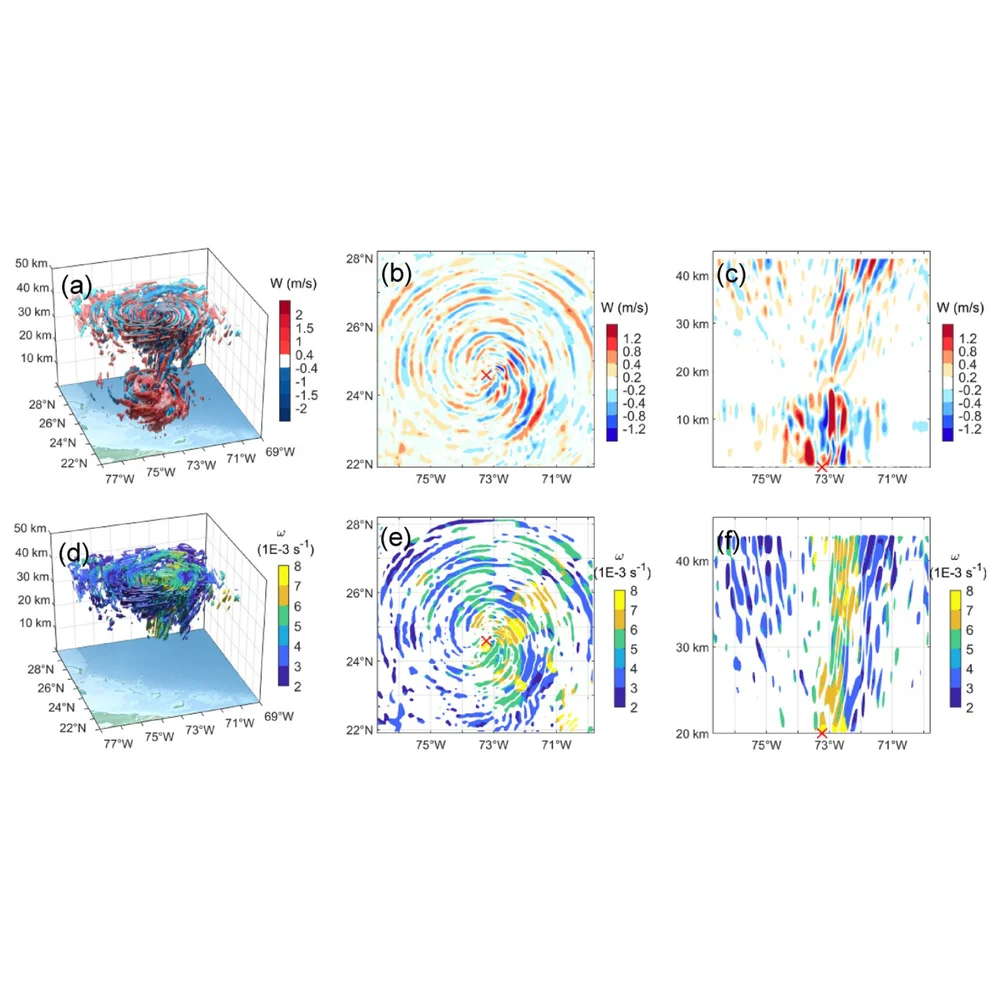 (a)
50 km
40 km
30 km
20 km
10 km
28°N
26°N
24°N
22°N
77°W
75°W
73°W
71°W
69°W
W (m/s)
2
1.5
1
0.4
-0.4
-1
-1.5
-2
(b)
28°N
26°N
24°N
22°N
75°W
73°W
71°W
W (m/s)
1.2
0.8
0.4
0.2
-0.2
-0.4
-0.8
-1.2
(c)
40 km
30 km
20 km
10 km
75°W
73°W
71°W
W (m/s)
1.2
0.8
0.4
0.2
-0.2
-0.4
-0.8
-1.2
(d)
50 km
40 km
30 km
20 km
10 km
28°N
26°N
24°N
22°N
77°W
75°W
73°W
71°W
69°W
ε
(1E-3 s⁻¹)
8
7
6
5
4
3
2
(e)
28°N
26°N
24°N
22°N
75°W
73°W
71°W
ε
(1E-3 s⁻¹)
8
7
6
5
4
3
2
(f)
40 km
30 km
20 km
75°W
73°W
71°W
ε
(1E-3 s⁻¹)
8
7
6
5
4
3
2